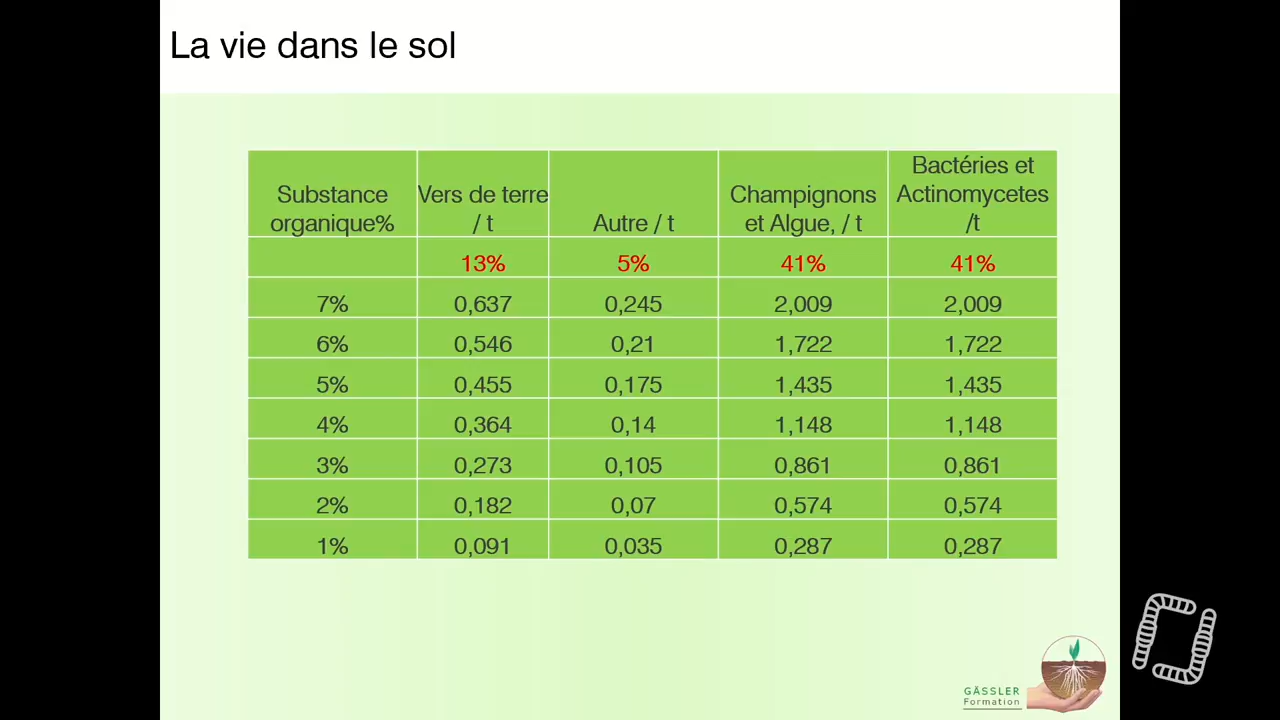 La vie dans le sol
Substance organique% Vers de terre / t Autre / t Champignons et Algue, / t Bactéries et Actinomycetes /t
13% 5% 41% 41%
7% 0,637 0,245 2,009 2,009
6% 0,546 0,21 1,722 1,722
5% 0,455 0,175 1,435 1,435
4% 0,364 0,14 1,148 1,148
3% 0,273 0,105 0,861 0,861
2% 0,182 0,07 0,574 0,574
1% 0,091 0,035 0,287 0,287
GÄSSLER
Formation